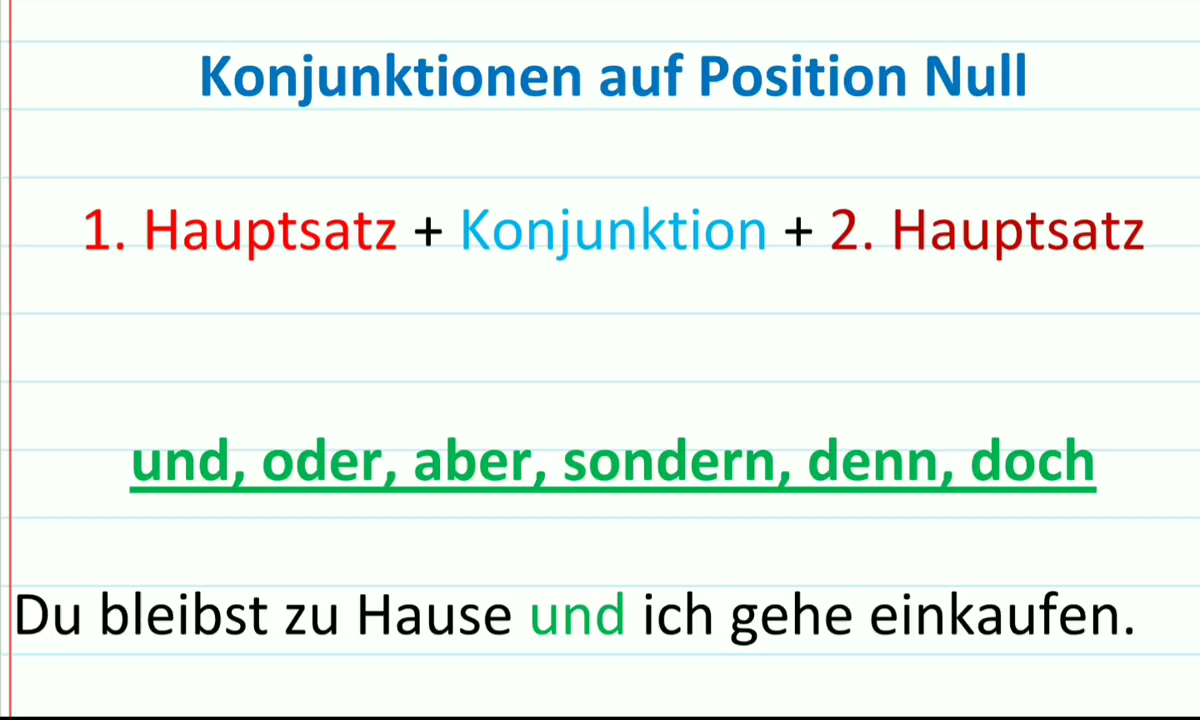 Konjunktionen auf Position Null
1. Hauptsatz + Konjunktion + 2. Hauptsatz
und, oder, aber, sondern, denn, doch
Du bleibst zu Hause und ich gehe einkaufen.